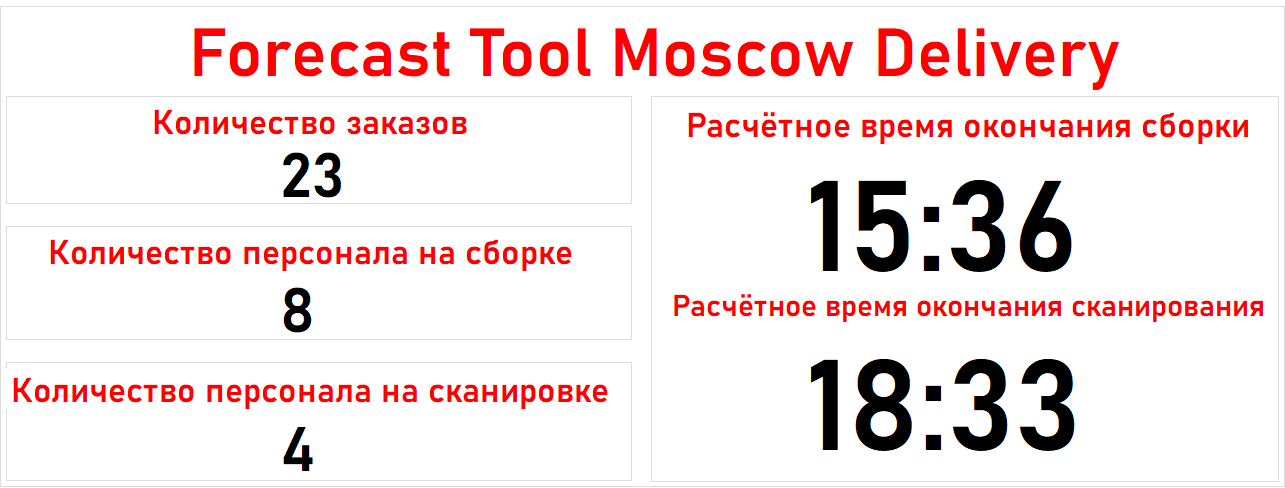 Forecast Tool Moscow Delivery
Количество заказов
23
Количество персонала на сборке
8
Количество персонала на сканировке
4
Расчётное время окончания сборки
15:36
Расчётное время окончания сканирования
18:33